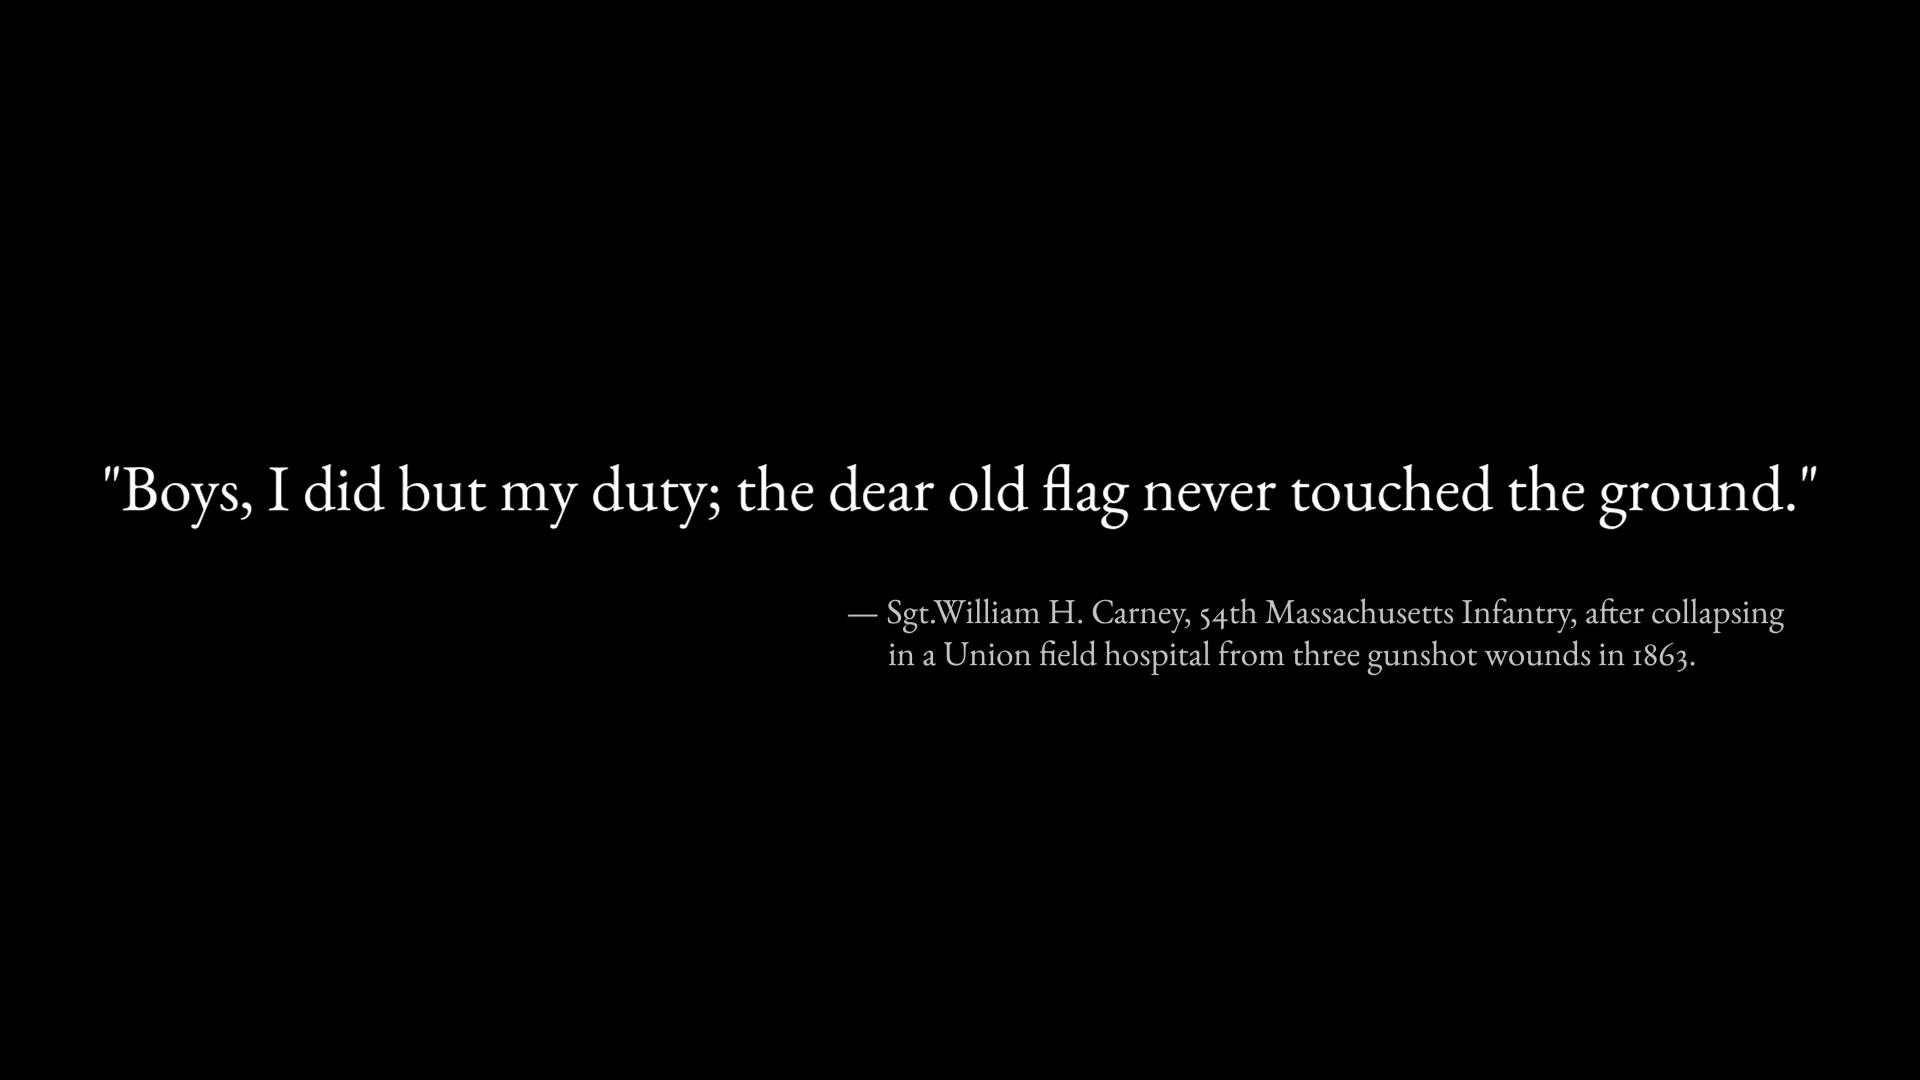 "Boys, I did but my duty; the dear old flag never touched the ground."
— Sgt.William H. Carney, 54th Massachusetts Infantry, after collapsing
in a Union field hospital from three gunshot wounds in 1863.